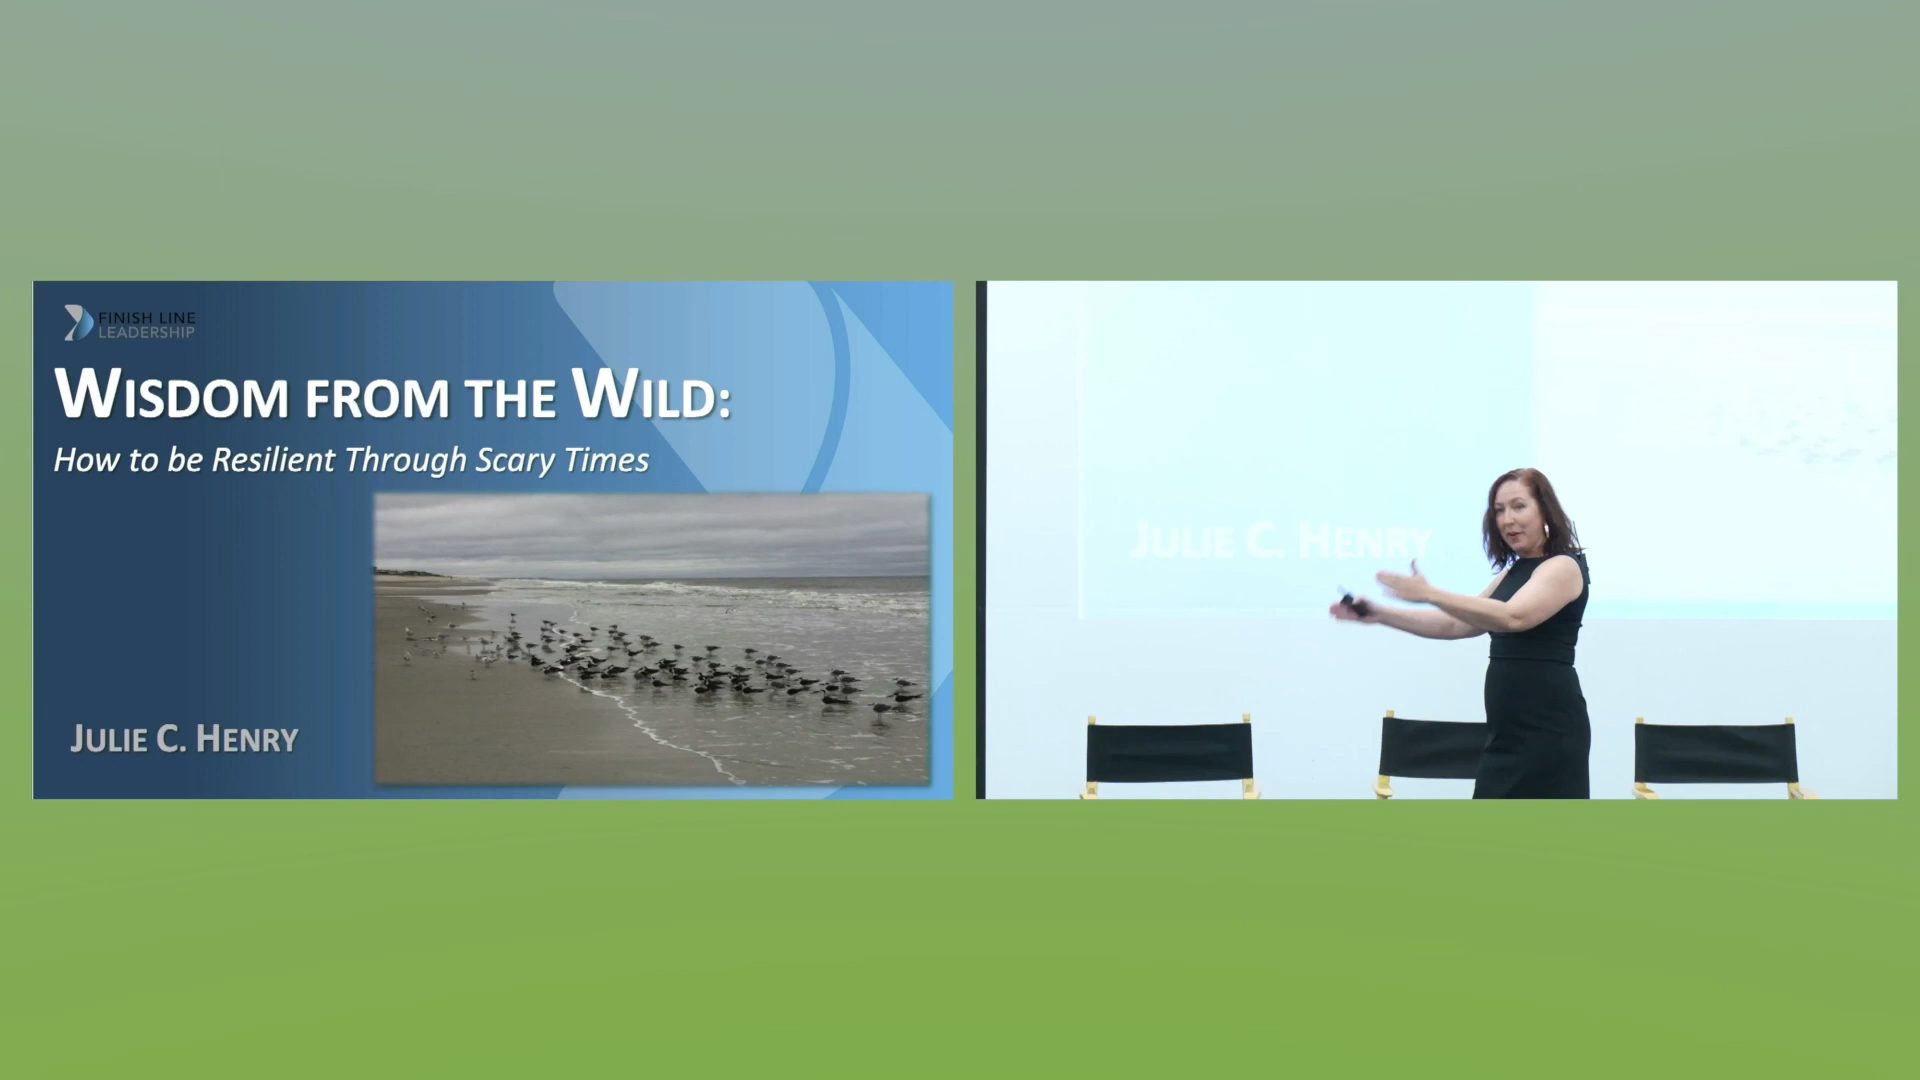 FINISH LINE
LEADERSHIP
WISDOM FROM THE WILD:
How to be Resilient Through Scary Times
JULIE C. HENRY
JULIE C. HENRY